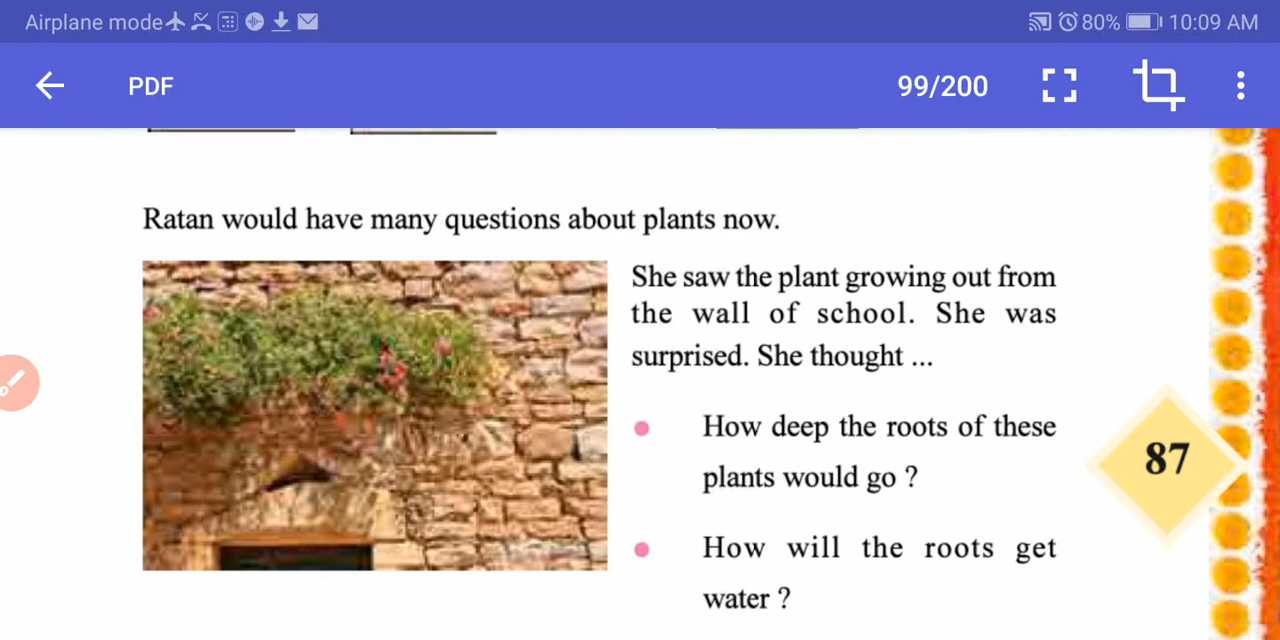 Airplane mode 80% 10:09 AM
PDF 99/200
Ratan would have many questions about plants now.
She saw the plant growing out from
the wall of school. She was
surprised. She thought ...
How deep the roots of these
plants would go ?
How will the roots get
water ?
87